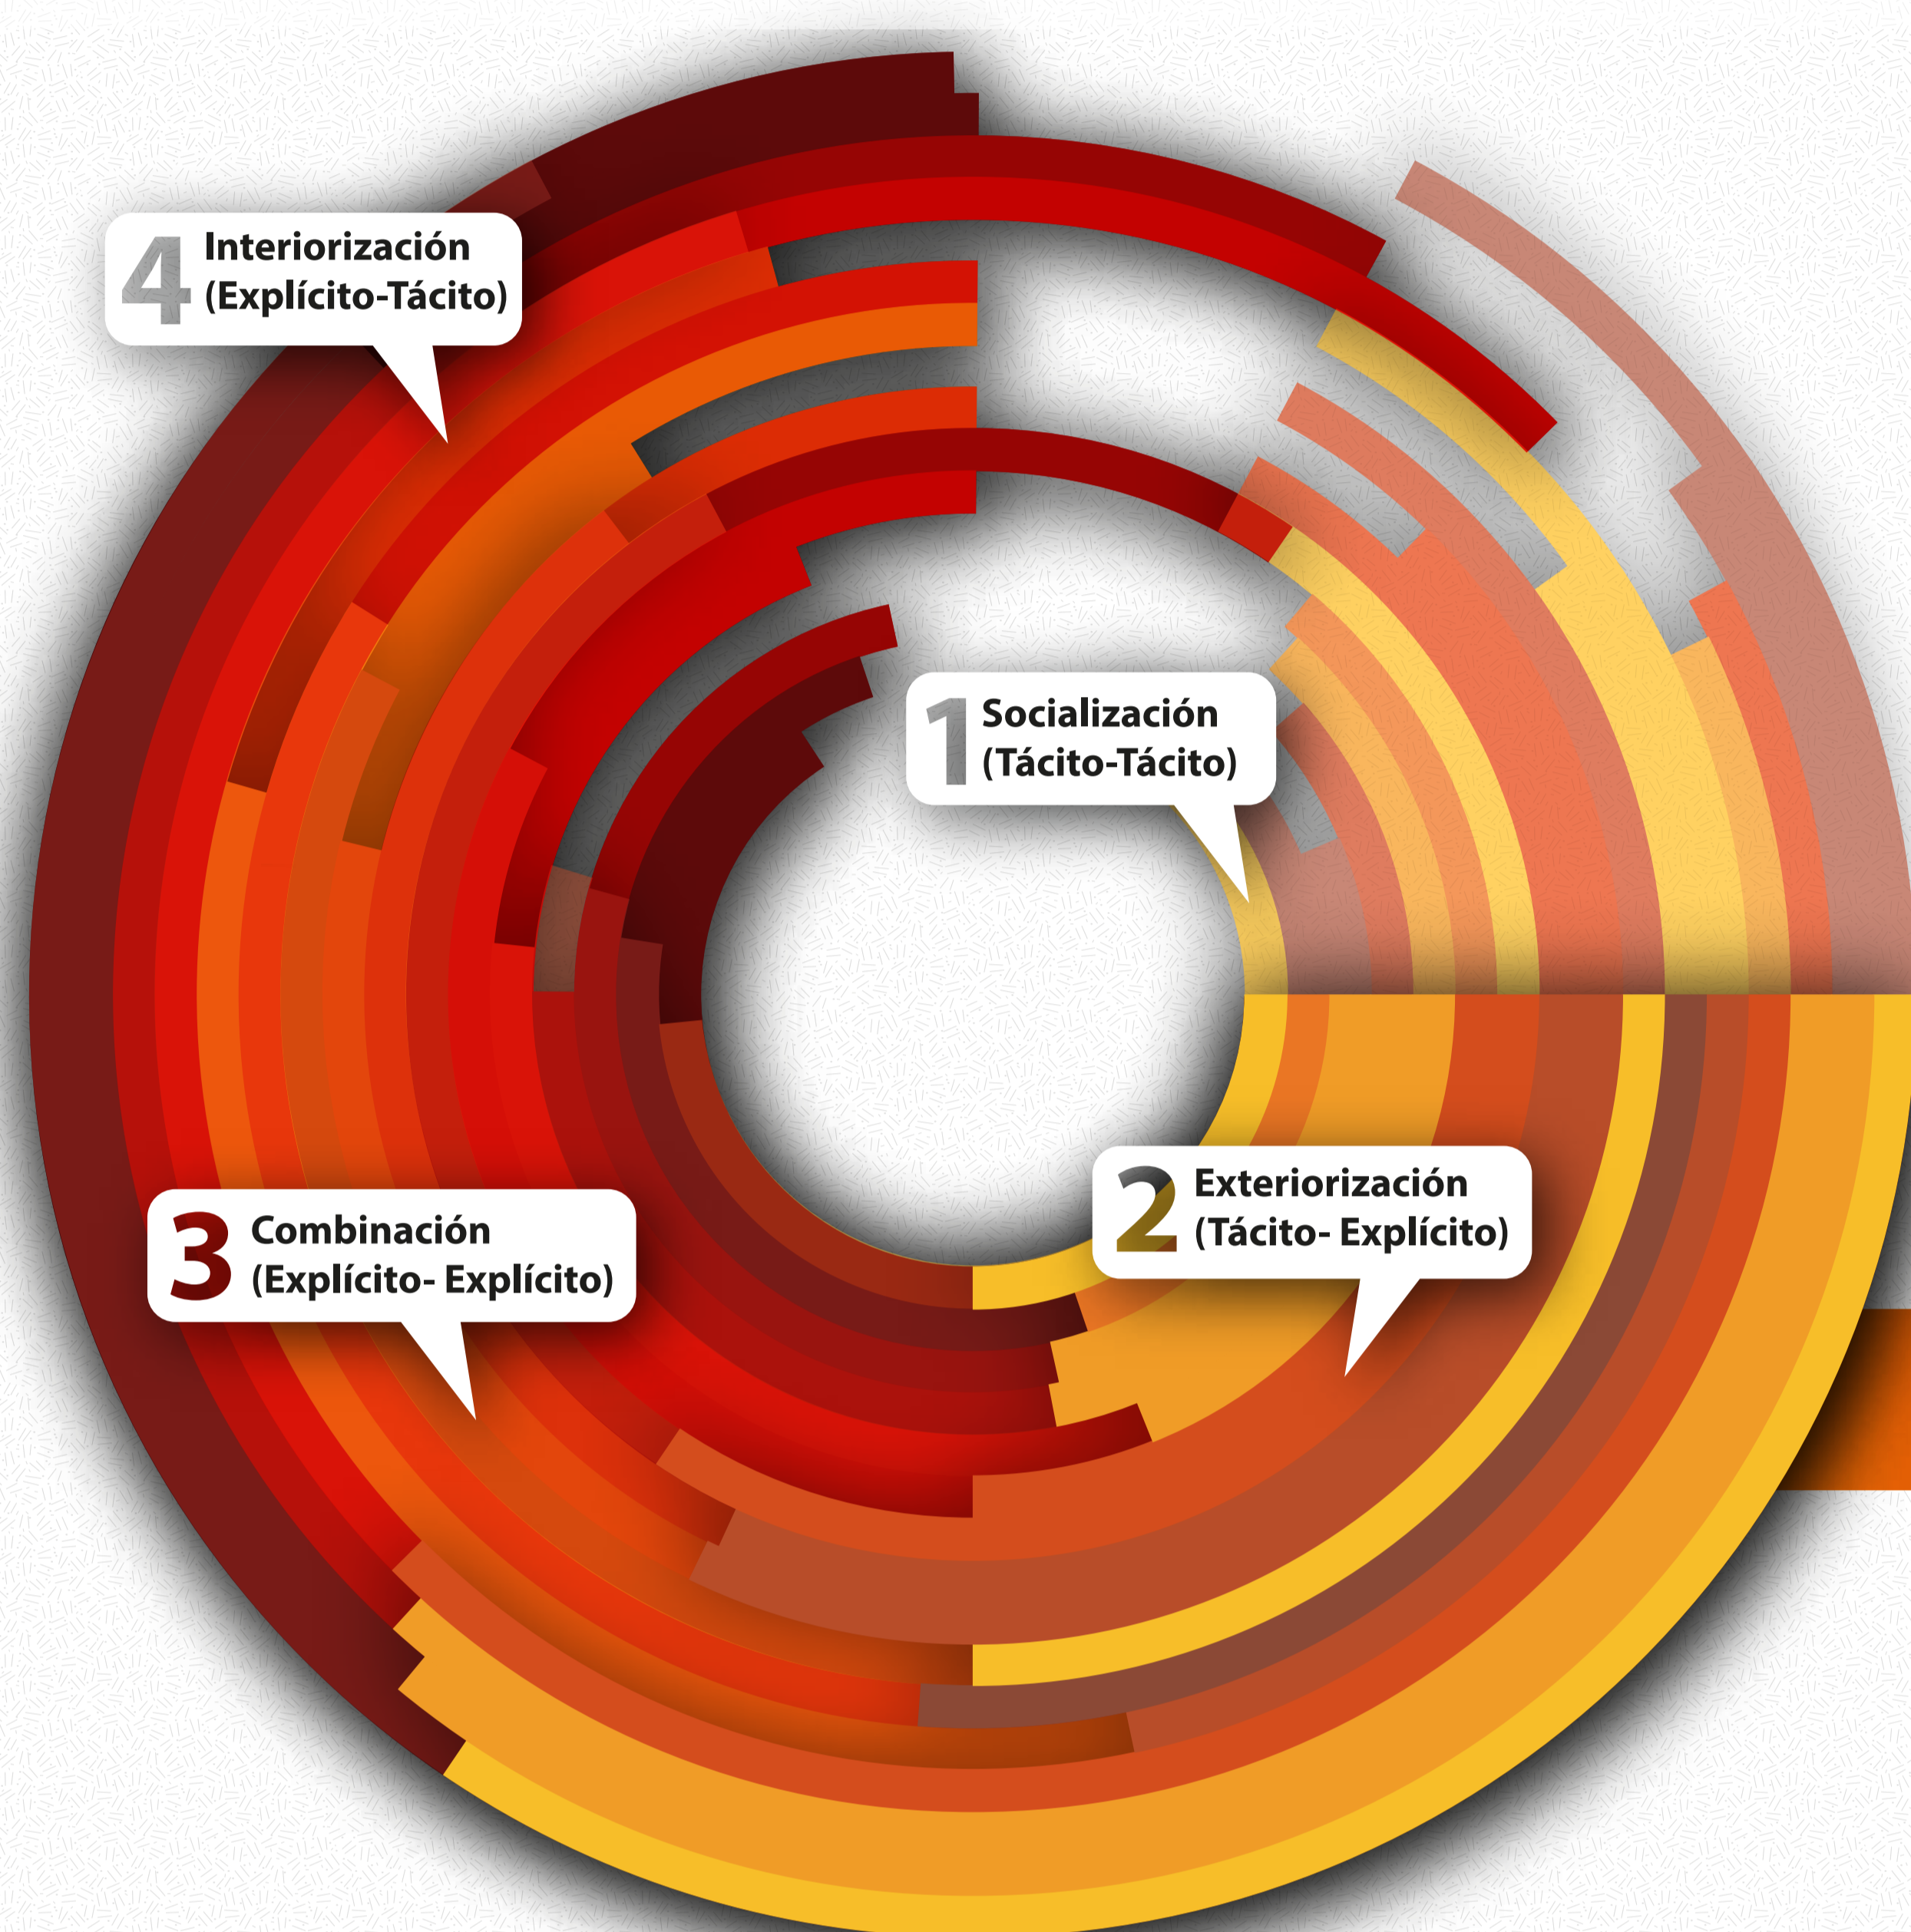 4 Interiorización
(Explícito-Tácito)
1 Socialización
(Tácito-Tácito)
2 Exteriorización
(Tácito- Explícito)
3 Combinación
(Explícito- Explícito)